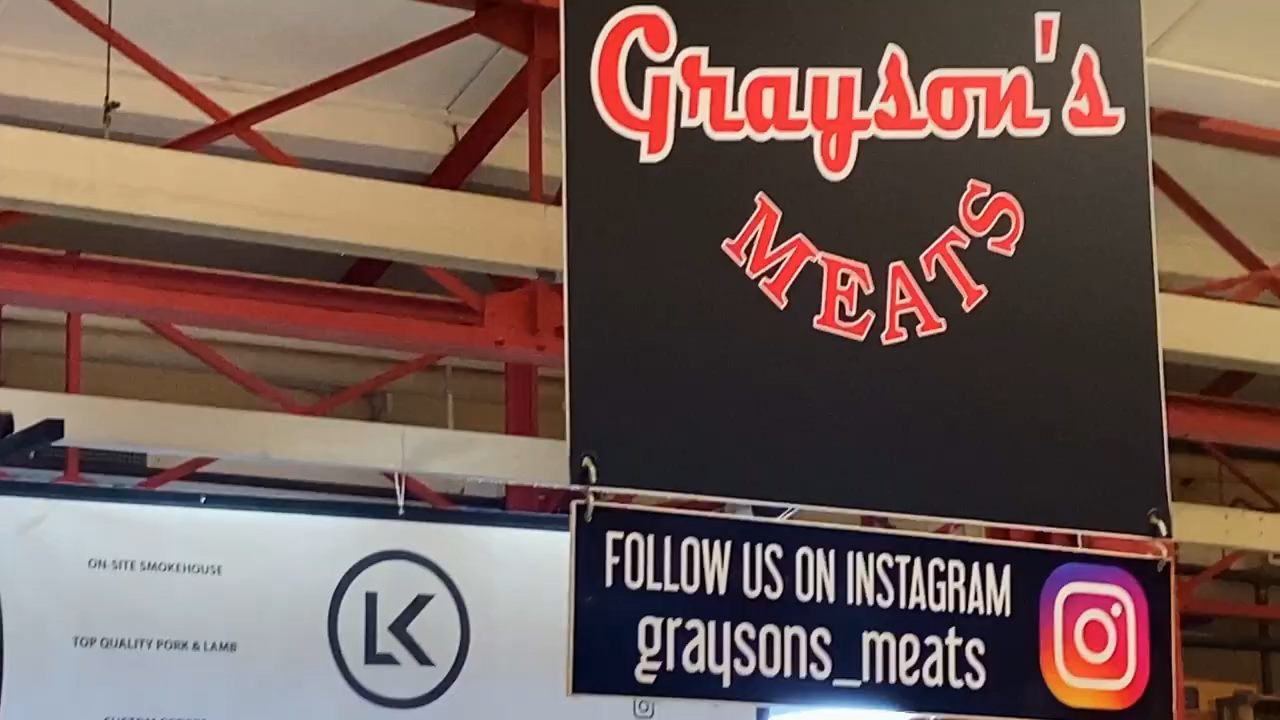 Grayson's
MEATS
FOLLOW US ON INSTAGRAM
graysons_meats
ON-SITE SMOKEHOUSE
TOP QUALITY PORK & LAMB
LK